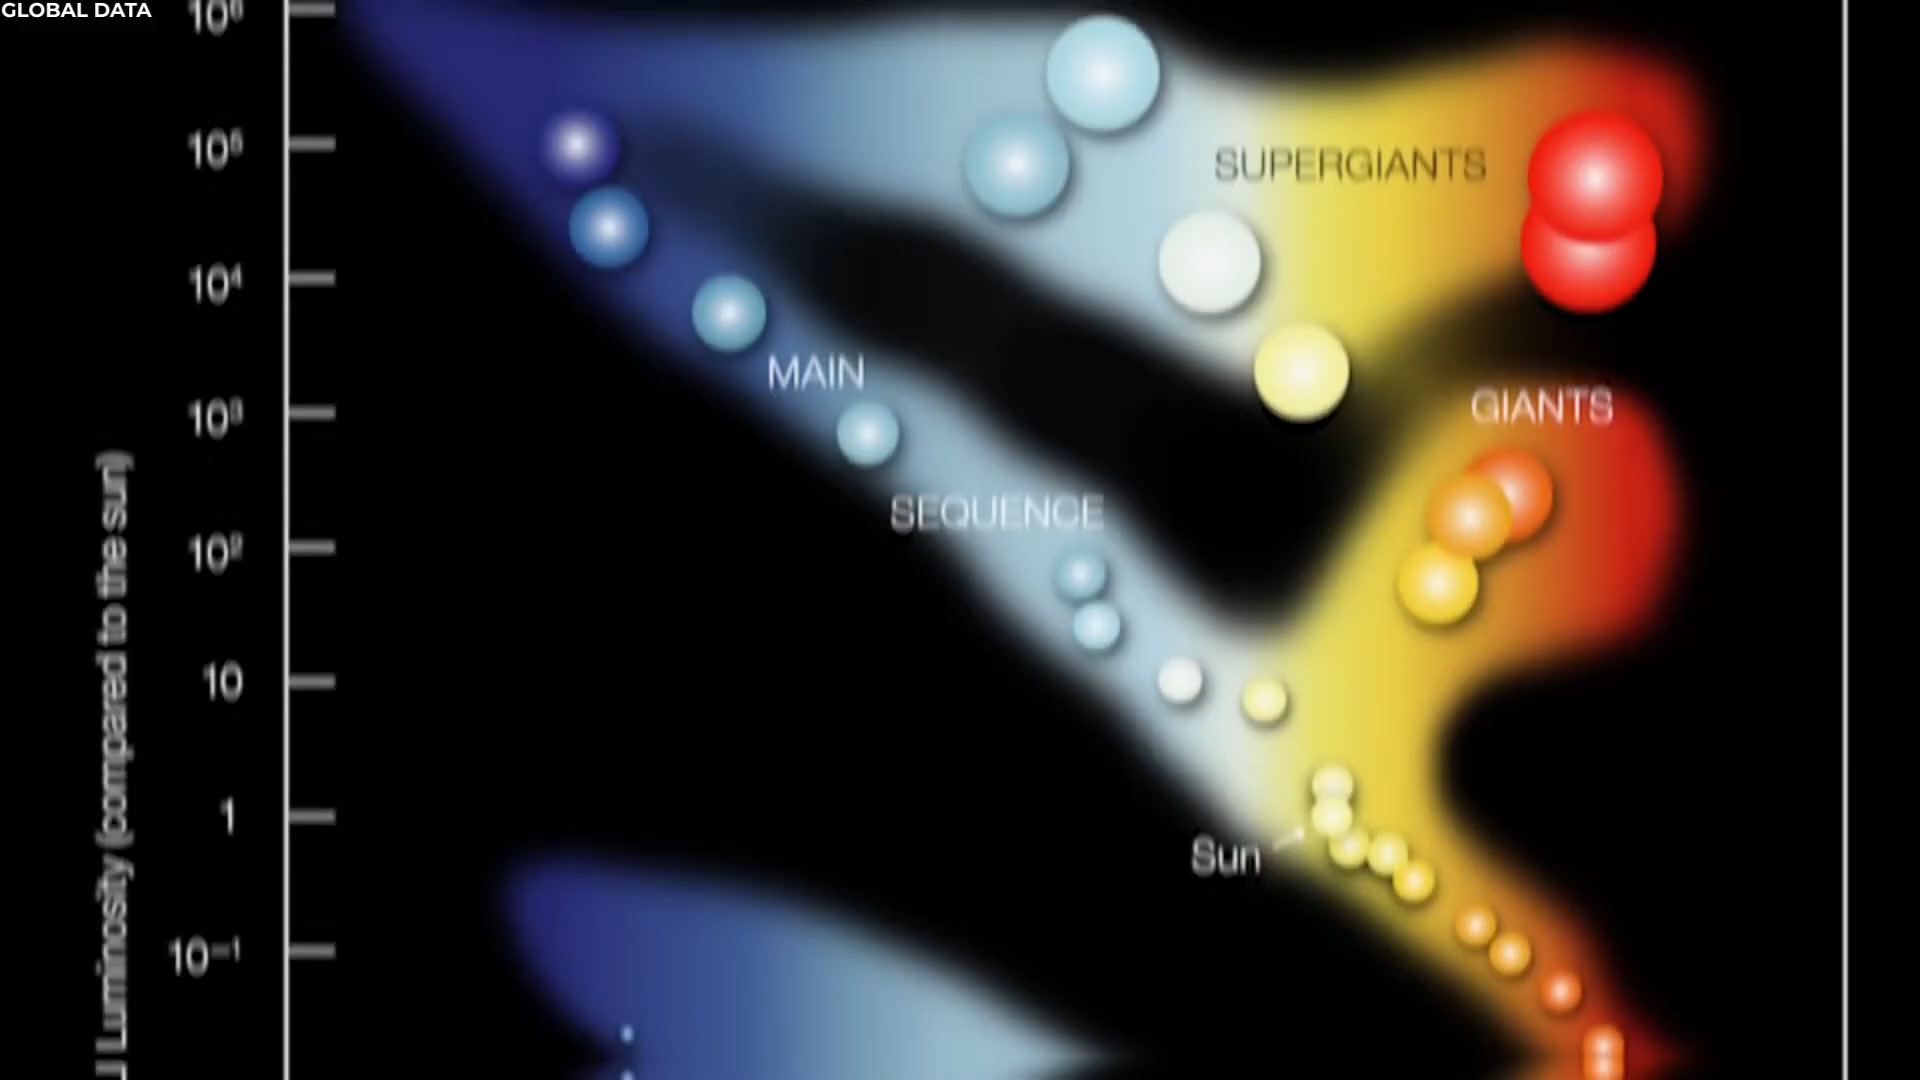 GLOBAL DATA
10⁶
10⁵
10⁴
10³
10²
10
1
10⁻¹
Luminosity (compared to the sun)
SUPERGIANTS
MAIN
GIANTS
SEQUENCE
Sun